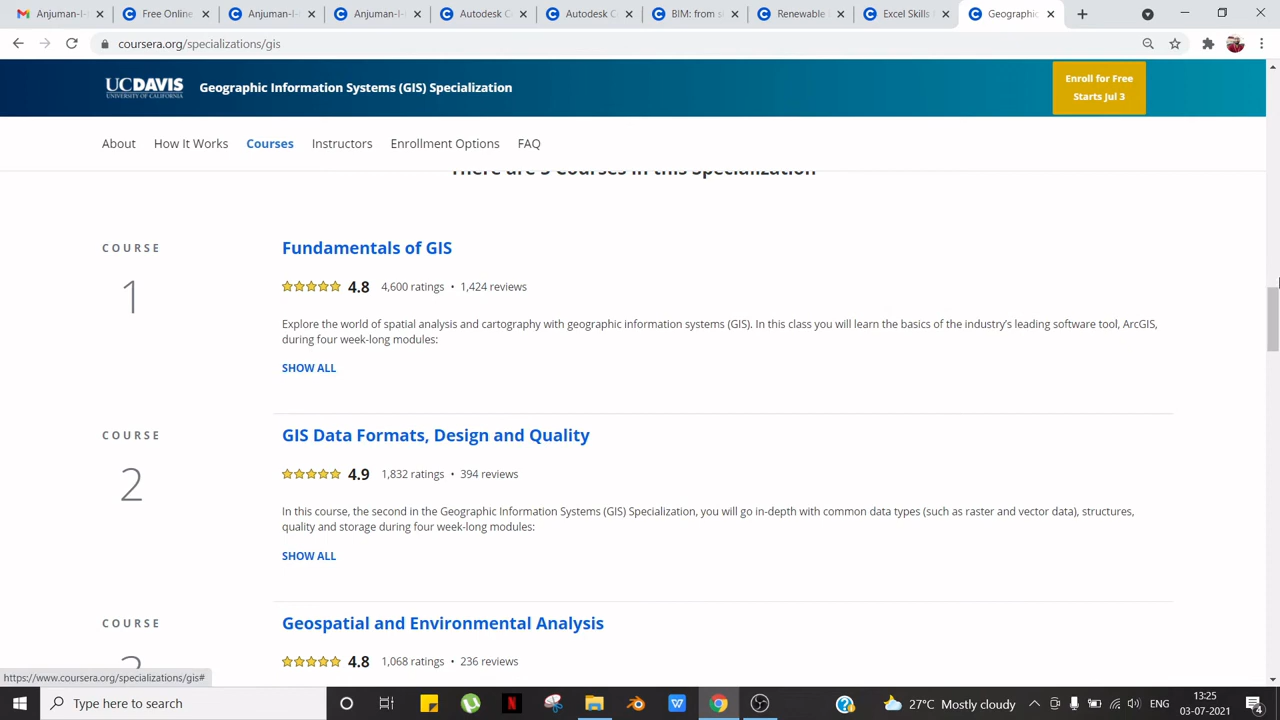 Anjuman-I-
Free Online
Anjuman-I-
Anjuman-I-
Autodesk C
Autodesk C
BIM: from s
Renewable
Excel Skills
Geographic
coursera.org/specializations/gis
UCDAVIS
UNIVERSITY OF CALIFORNIA
Geographic Information Systems (GIS) Specialization
Enroll for Free
Starts Jul 3
About How It Works Courses Instructors Enrollment Options FAQ
There are 5 Courses in this Specialization
COURSE
1
Fundamentals of GIS
4.8 4,600 ratings • 1,424 reviews
Explore the world of spatial analysis and cartography with geographic information systems (GIS). In this class you will learn the basics of the industry's leading software tool, ArcGIS,
during four week-long modules:
SHOW ALL
COURSE
2
GIS Data Formats, Design and Quality
4.9 1,832 ratings • 394 reviews
In this course, the second in the Geographic Information Systems (GIS) Specialization, you will go in-depth with common data types (such as raster and vector data), structures,
quality and storage during four week-long modules:
SHOW ALL
COURSE
3
Geospatial and Environmental Analysis
4.8 1,068 ratings • 236 reviews
https://www.coursera.org/specializations/gis#
Type here to search
27°C Mostly cloudy
ENG
13:25
03-07-2021
4